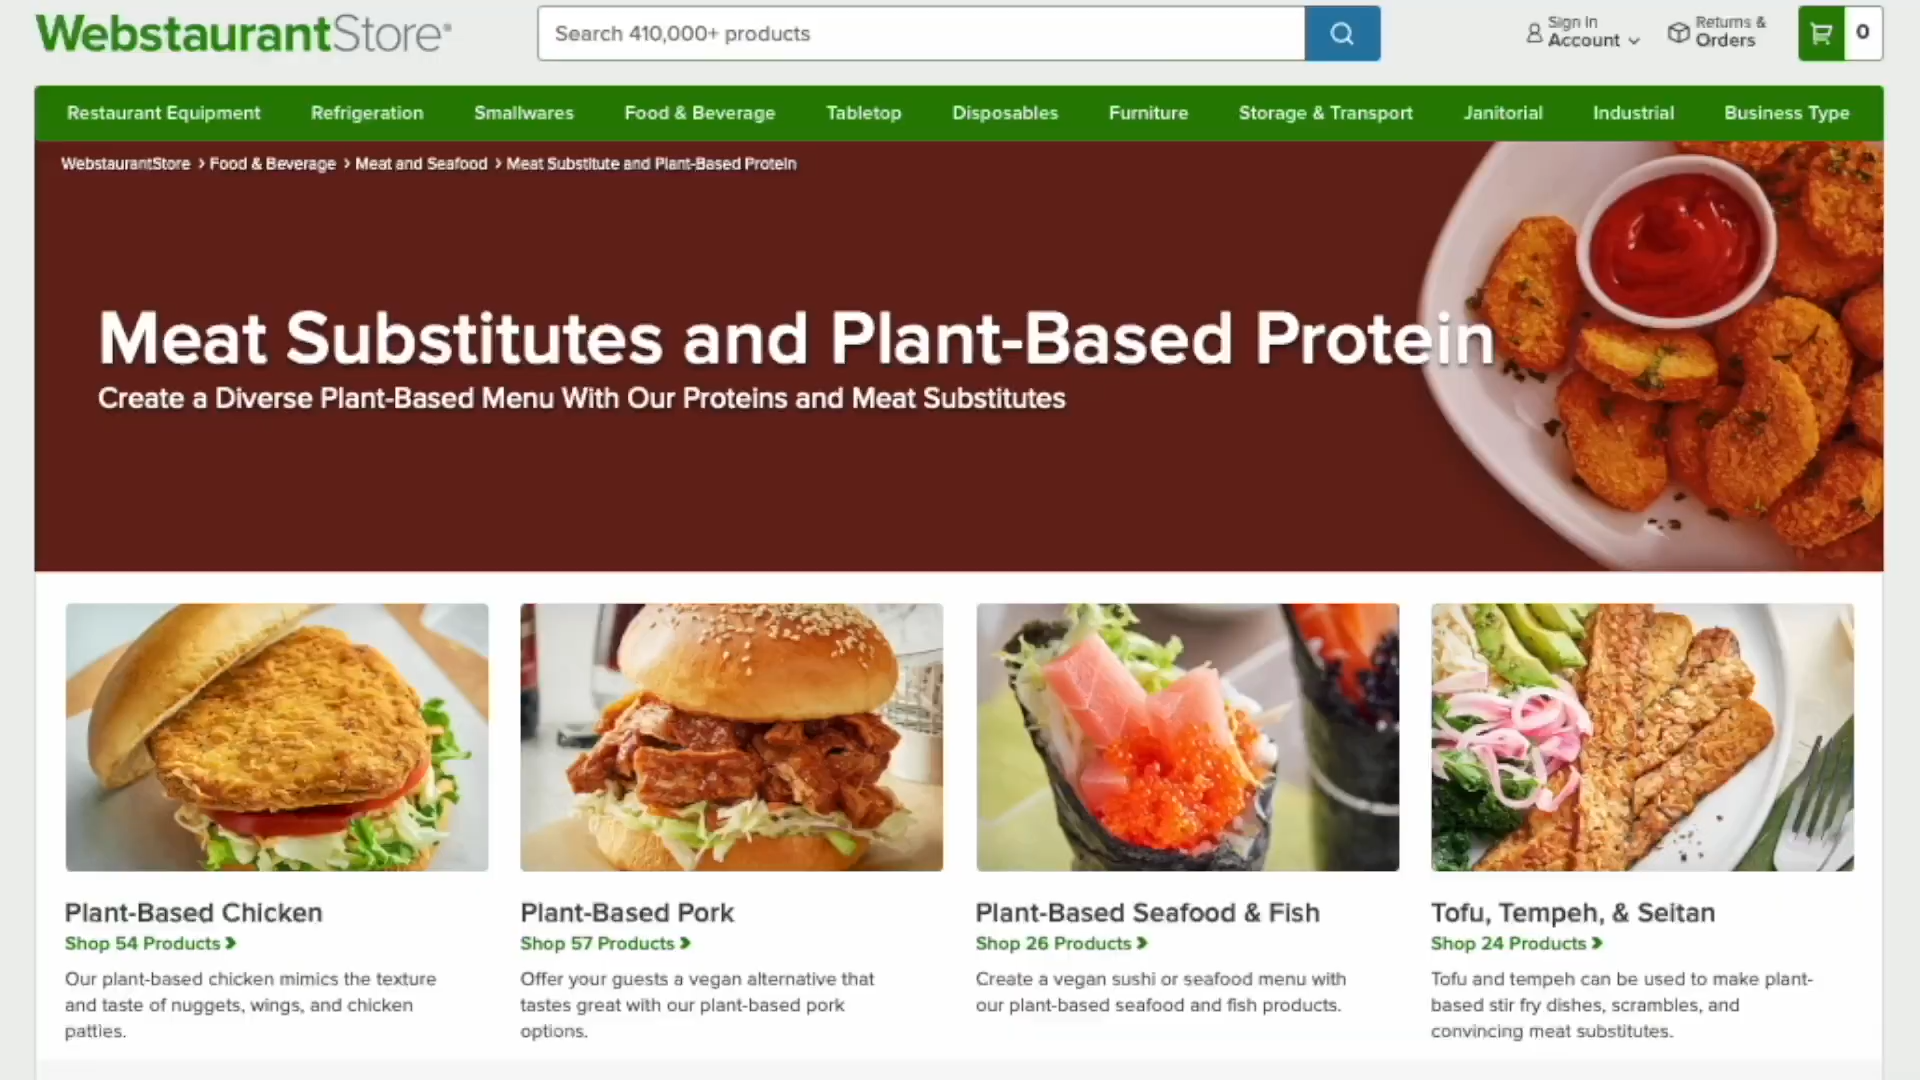 WebstaurantStore®
Search 410,000+ products
Sign In
Account
Returns &
Orders
0
Restaurant Equipment
Refrigeration
Smallwares
Food & Beverage
Tabletop
Disposables
Furniture
Storage & Transport
Janitorial
Industrial
Business Type
WebstaurantStore > Food & Beverage > Meat and Seafood > Meat Substitute and Plant-Based Protein
Meat Substitutes and Plant-Based Protein
Create a Diverse Plant-Based Menu With Our Proteins and Meat Substitutes
Plant-Based Chicken
Shop 54 Products
Our plant-based chicken mimics the texture
and taste of nuggets, wings, and chicken
patties.
Plant-Based Pork
Shop 57 Products
Offer your guests a vegan alternative that
tastes great with our plant-based pork
options.
Plant-Based Seafood & Fish
Shop 26 Products
Create a vegan sushi or seafood menu with
our plant-based seafood and fish products.
Tofu, Tempeh, & Seitan
Shop 24 Products
Tofu and tempeh can be used to make plant-
based stir fry dishes, scrambles, and
convincing meat substitutes.